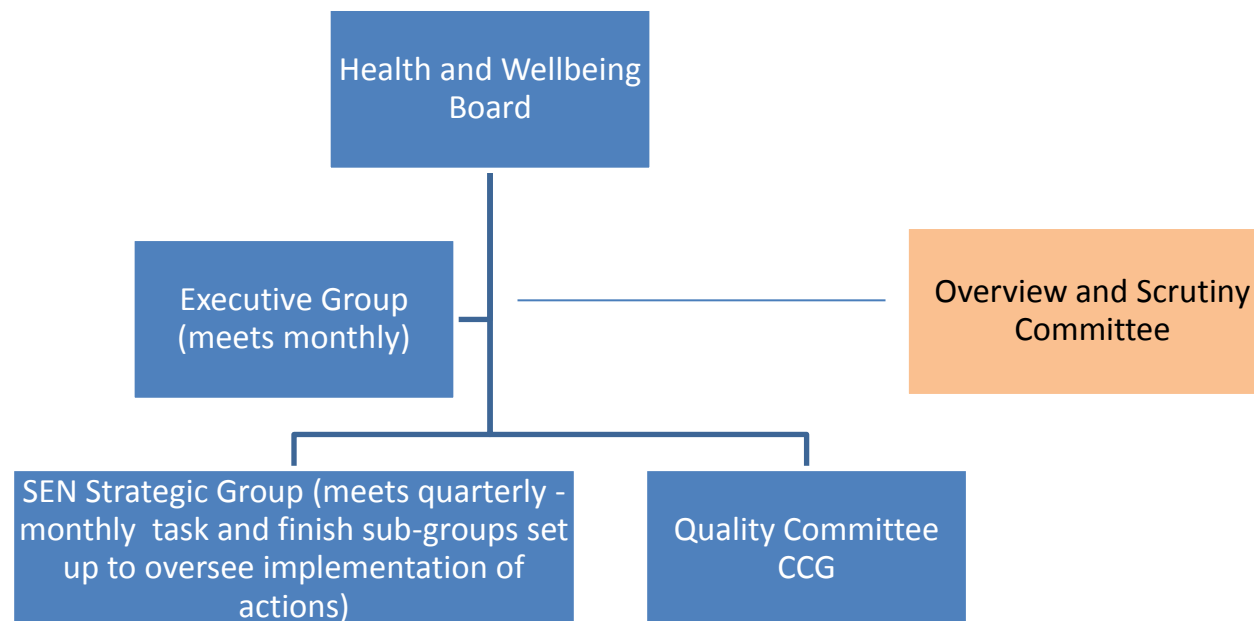 Health and Wellbeing
Board
Executive Group
(meets monthly)
Overview and Scrutiny
Committee
SEN Strategic Group (meets quarterly -
monthly  task and finish sub-groups set
up to oversee implementation of
actions)
Quality Committee
CCG